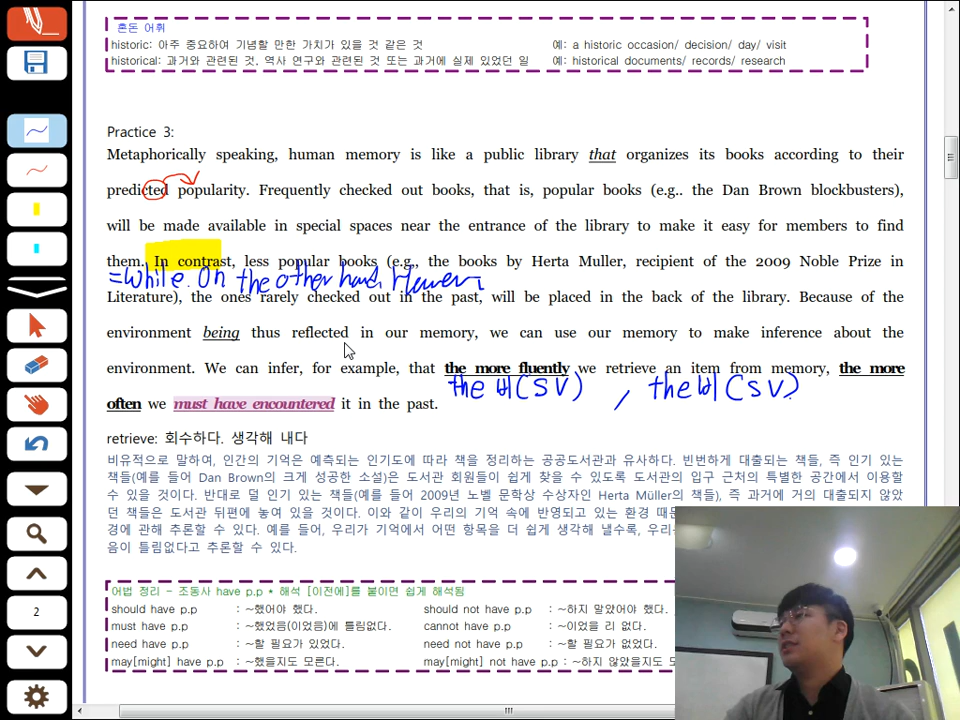 혼돈 어휘
historic: 아주 중요하여 기념할 만한 가치가 있을 것 같은 것 예: a historic occasion/ decision/ day/ visit
historical: 과거와 관련된 것, 역사 연구와 관련된 것 또는 과거에 실제 있었던 일 예: historical documents/ records/ research
Practice 3:
Metaphorically speaking, human memory is like a public library that organizes its books according to their
predicted popularity. Frequently checked out books, that is, popular books (e.g.. the Dan Brown blockbusters),
will be made available in special spaces near the entrance of the library to make it easy for members to find
them. In contrast, less popular books (e.g., the books by Herta Muller, recipient of the 2009 Noble Prize in
=while. On the other hand, However
Literature), the ones rarely checked out in the past, will be placed in the back of the library. Because of the
environment being thus reflected in our memory, we can use our memory to make inference about the
environment. We can infer, for example, that the more fluently we retrieve an item from memory, the more
the 비(SV) , the 비(SV)
often we must have encountered it in the past.
retrieve: 회수하다. 생각해 내다
비유적으로 말하여, 인간의 기억은 예측되는 인기도에 따라 책을 정리하는 공공도서관과 유사하다. 빈번하게 대출되는 책들, 즉 인기 있는
책들(예를 들어 Dan Brown의 크게 성공한 소설)은 도서관 회원들이 쉽게 찾을 수 있도록 도서관의 입구 근처의 특별한 공간에서 이용할
수 있을 것이다. 반대로 덜 인기 있는 책들(예를 들어 2009년 노벨 문학상 수상자인 Herta Müller의 책들), 즉 과거에 거의 대출되지 않았
던 책들은 도서관 뒤편에 놓여 있을 것이다. 이와 같이 우리의 기억 속에 반영되고 있는 환경 때문
경에 관해 추론할 수 있다. 예를 들어, 우리가 기억에서 어떤 항목을 더 쉽게 생각해 낼수록, 우리
음이 틀림없다고 추론할 수 있다.
어법 정리 – 조동사 have p.p * 해석 [이전에]를 붙이면 쉽게 해석됨
should have p.p : ~했어야 했다. should not have p.p : ~하지 말았어야 했다.
must have p.p : ~했었음(이었음)에 틀림없다. cannot have p.p : ~이었을 리 없다.
need have p.p : ~할 필요가 있었다. need not have p.p : ~할 필요가 없었다.
may[might] have p.p : ~했을지도 모른다. may[might] not have p.p : ~하지 않았을지도
2